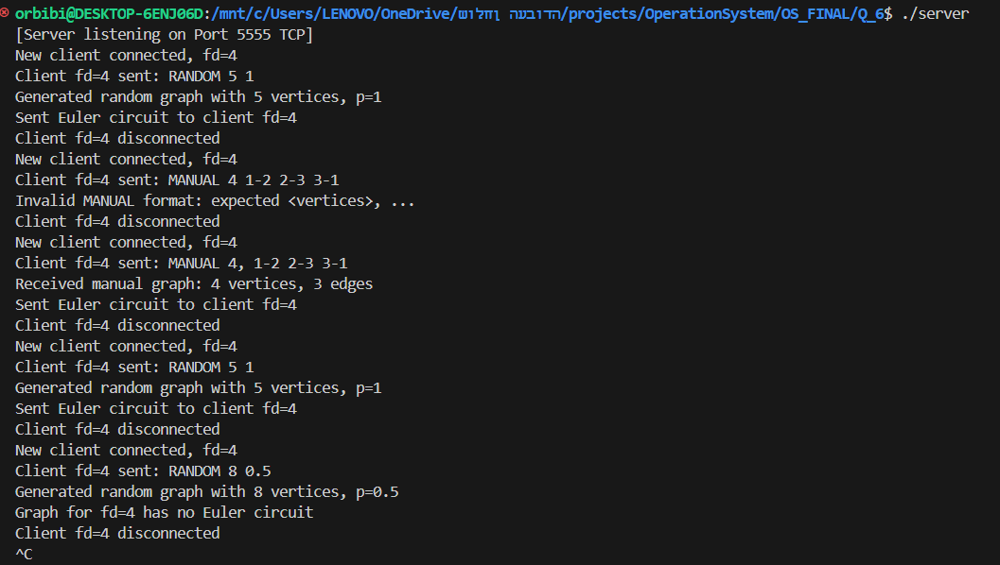 orbibi@DESKTOP-6ENJ06D:/mnt/c/Users/LENOVO/OneDrive/שולחן העבודה/projects/OperationSystem/OS_FINAL/Q_6$ ./server
[Server listening on Port 5555 TCP]
New client connected, fd=4
Client fd=4 sent: RANDOM 5 1
Generated random graph with 5 vertices, p=1
Sent Euler circuit to client fd=4
Client fd=4 disconnected
New client connected, fd=4
Client fd=4 sent: MANUAL 4 1-2 2-3 3-1
Invalid MANUAL format: expected <vertices>, ...
Client fd=4 disconnected
New client connected, fd=4
Client fd=4 sent: MANUAL 4, 1-2 2-3 3-1
Received manual graph: 4 vertices, 3 edges
Sent Euler circuit to client fd=4
Client fd=4 disconnected
New client connected, fd=4
Client fd=4 sent: RANDOM 5 1
Generated random graph with 5 vertices, p=1
Sent Euler circuit to client fd=4
Client fd=4 disconnected
New client connected, fd=4
Client fd=4 sent: RANDOM 8 0.5
Generated random graph with 8 vertices, p=0.5
Graph for fd=4 has no Euler circuit
Client fd=4 disconnected
^C